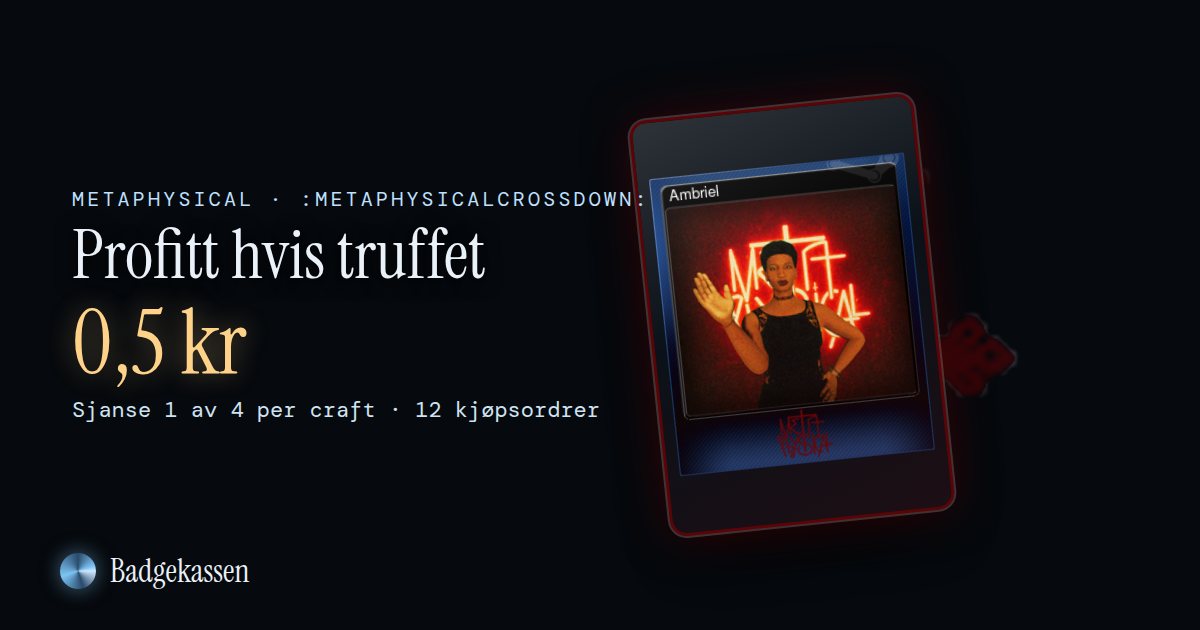 METAPHYSICAL · :METAPHYSICALCROSSDOWN:
Profitt hvis truffet
0,5 kr
Sjanse 1 av 4 per craft · 12 kjøpsordrer
Badgekassen
Ambriel